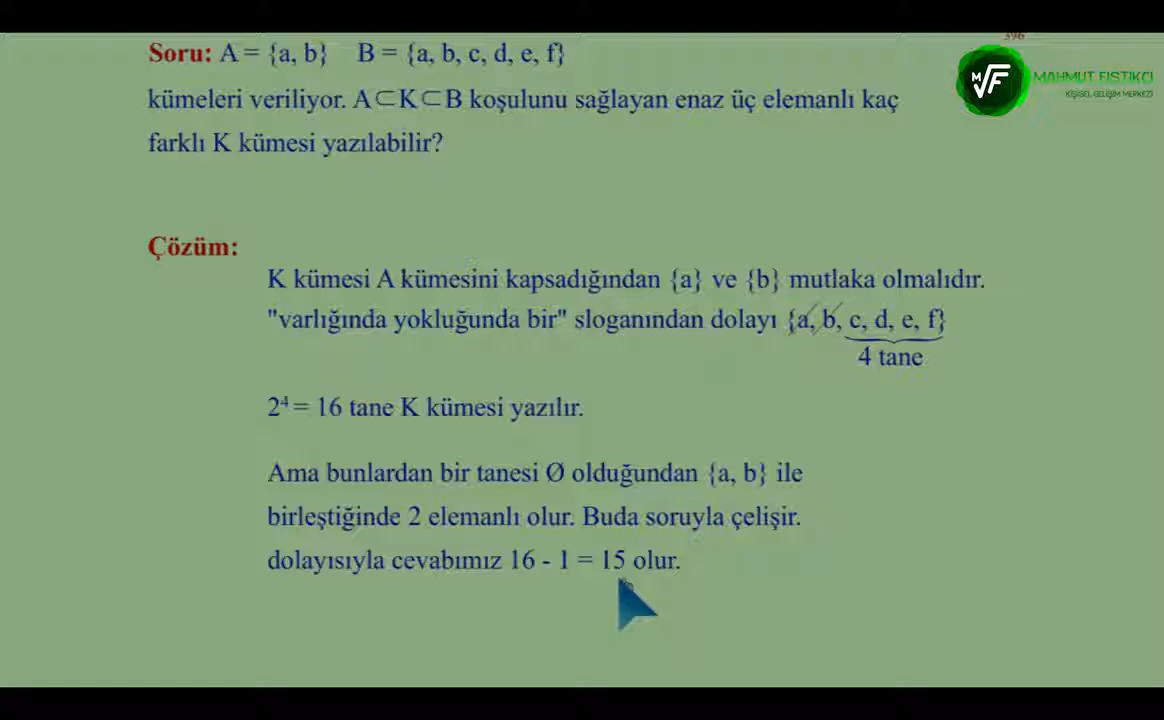 396
Soru: A = {a, b} B = {a, b, c, d, e, f}
MAHMUT FISTIKÇI
KİŞİSEL GELİŞİM MERKEZİ
kümeleri veriliyor. A⊂K⊂B koşulunu sağlayan enaz üç elemanlı kaç
farklı K kümesi yazılabilir?
Çözüm:
K kümesi A kümesini kapsadığından {a} ve {b} mutlaka olmalıdır.
"varlığında yokluğunda bir" sloganından dolayı {a, b, c, d, e, f}
4 tane
2⁴ = 16 tane K kümesi yazılır.
Ama bunlardan bir tanesi Ø olduğundan {a, b} ile
birleştiğinde 2 elemanlı olur. Buda soruyla çelişir.
dolayısıyla cevabımız 16 - 1 = 15 olur.